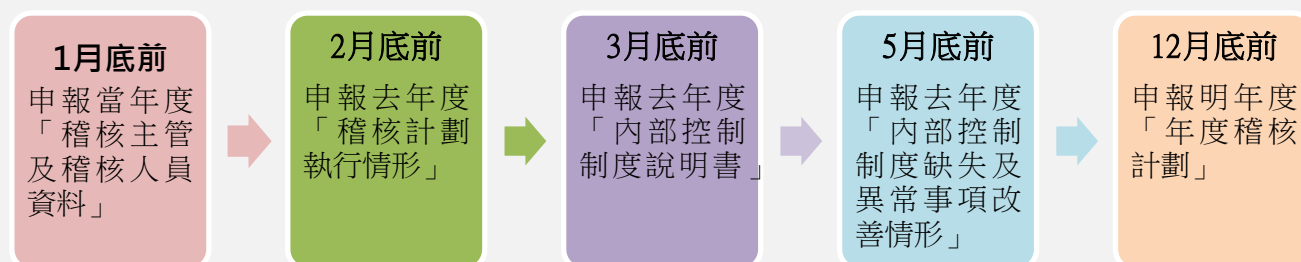 1月底前
申報當年度
「稽核主管
及稽核人員
資料」
2月底前
申報去年度
「稽核計劃
執行情形」
3月底前
申報去年度
「內部控制
制度說明書」
5月底前
申報去年度
「內部控制
制度缺失及
異常事項改
善情形」
12月底前
申報明年度
「年度稽核
計劃」